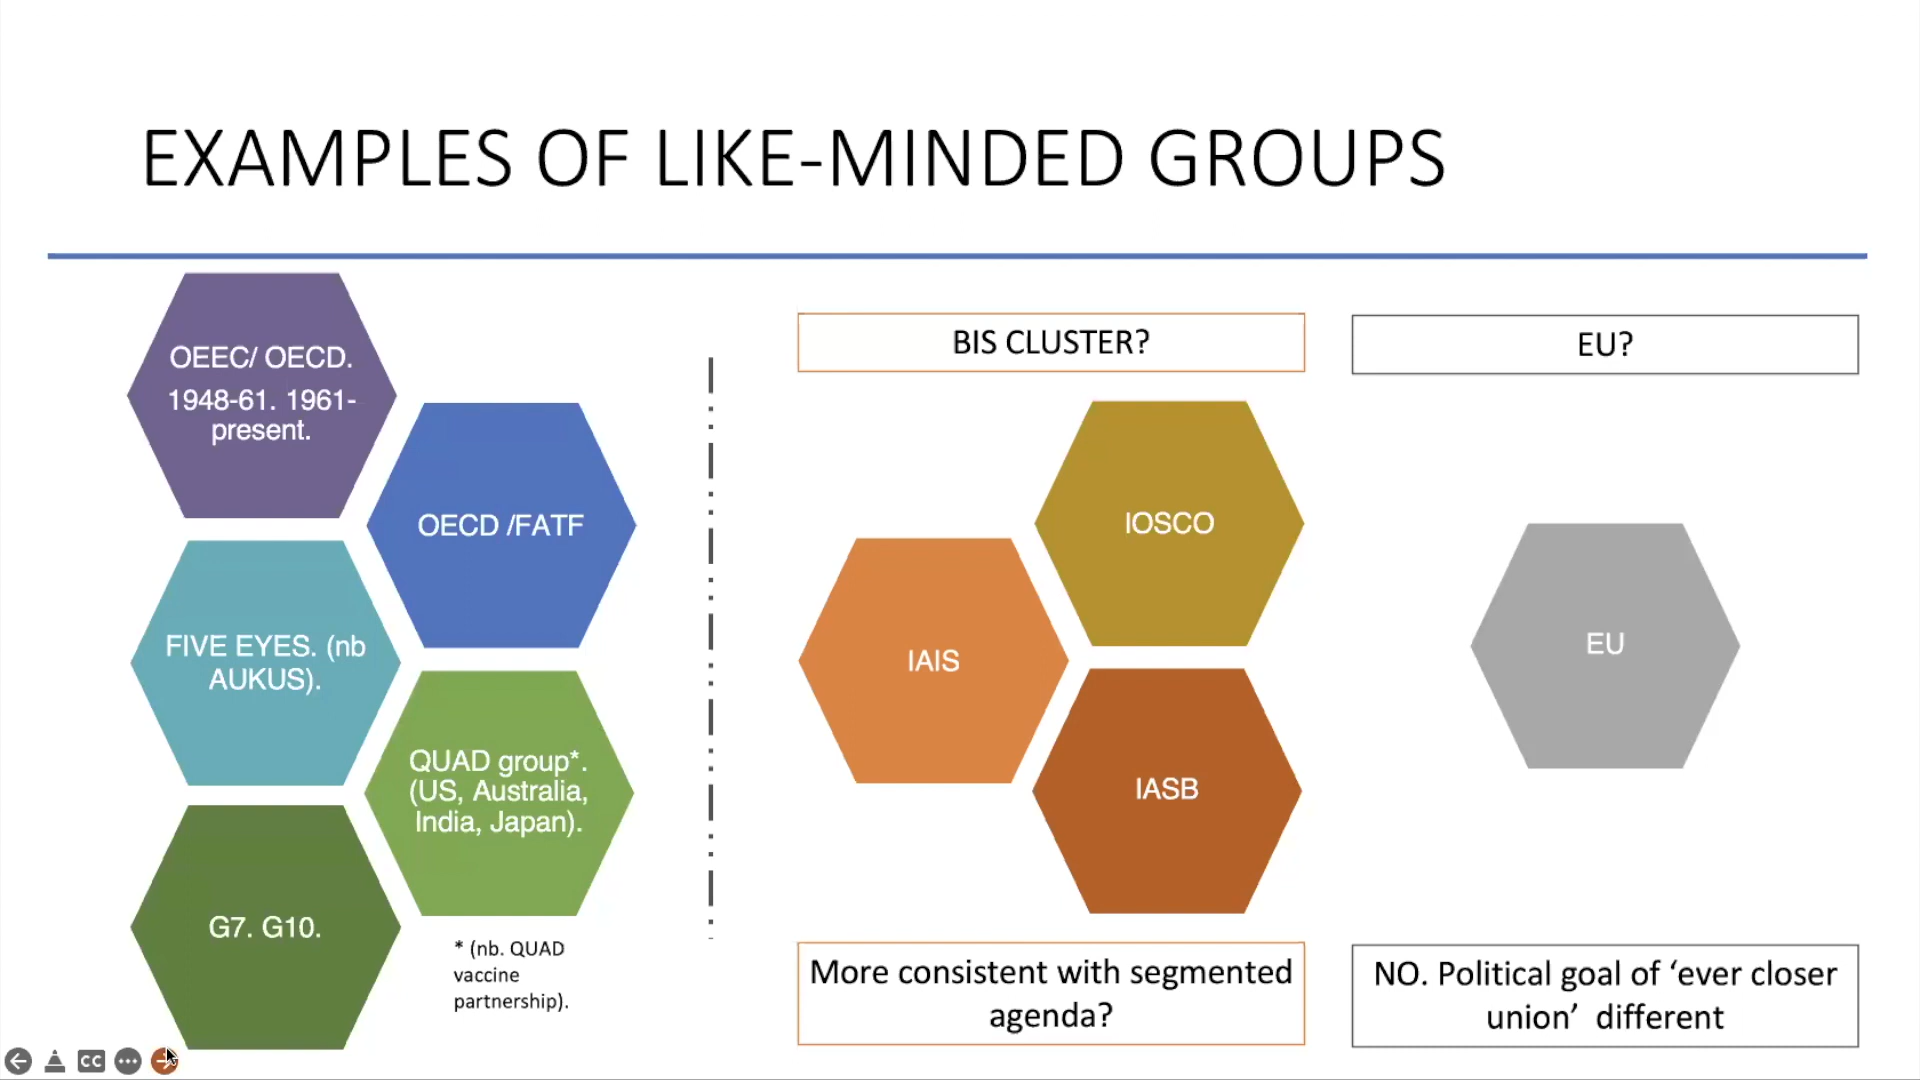 EXAMPLES OF LIKE-MINDED GROUPS
OEEC/ OECD.
1948-61. 1961-
present.
OECD /FATF
FIVE EYES. (nb
AUKUS).
QUAD group*.
(US, Australia,
India, Japan).
G7. G10.
* (nb. QUAD
vaccine
partnership).
BIS CLUSTER?
IOSCO
IAIS
IASB
More consistent with segmented
agenda?
EU?
EU
NO. Political goal of ‘ever closer
union’ different
CC